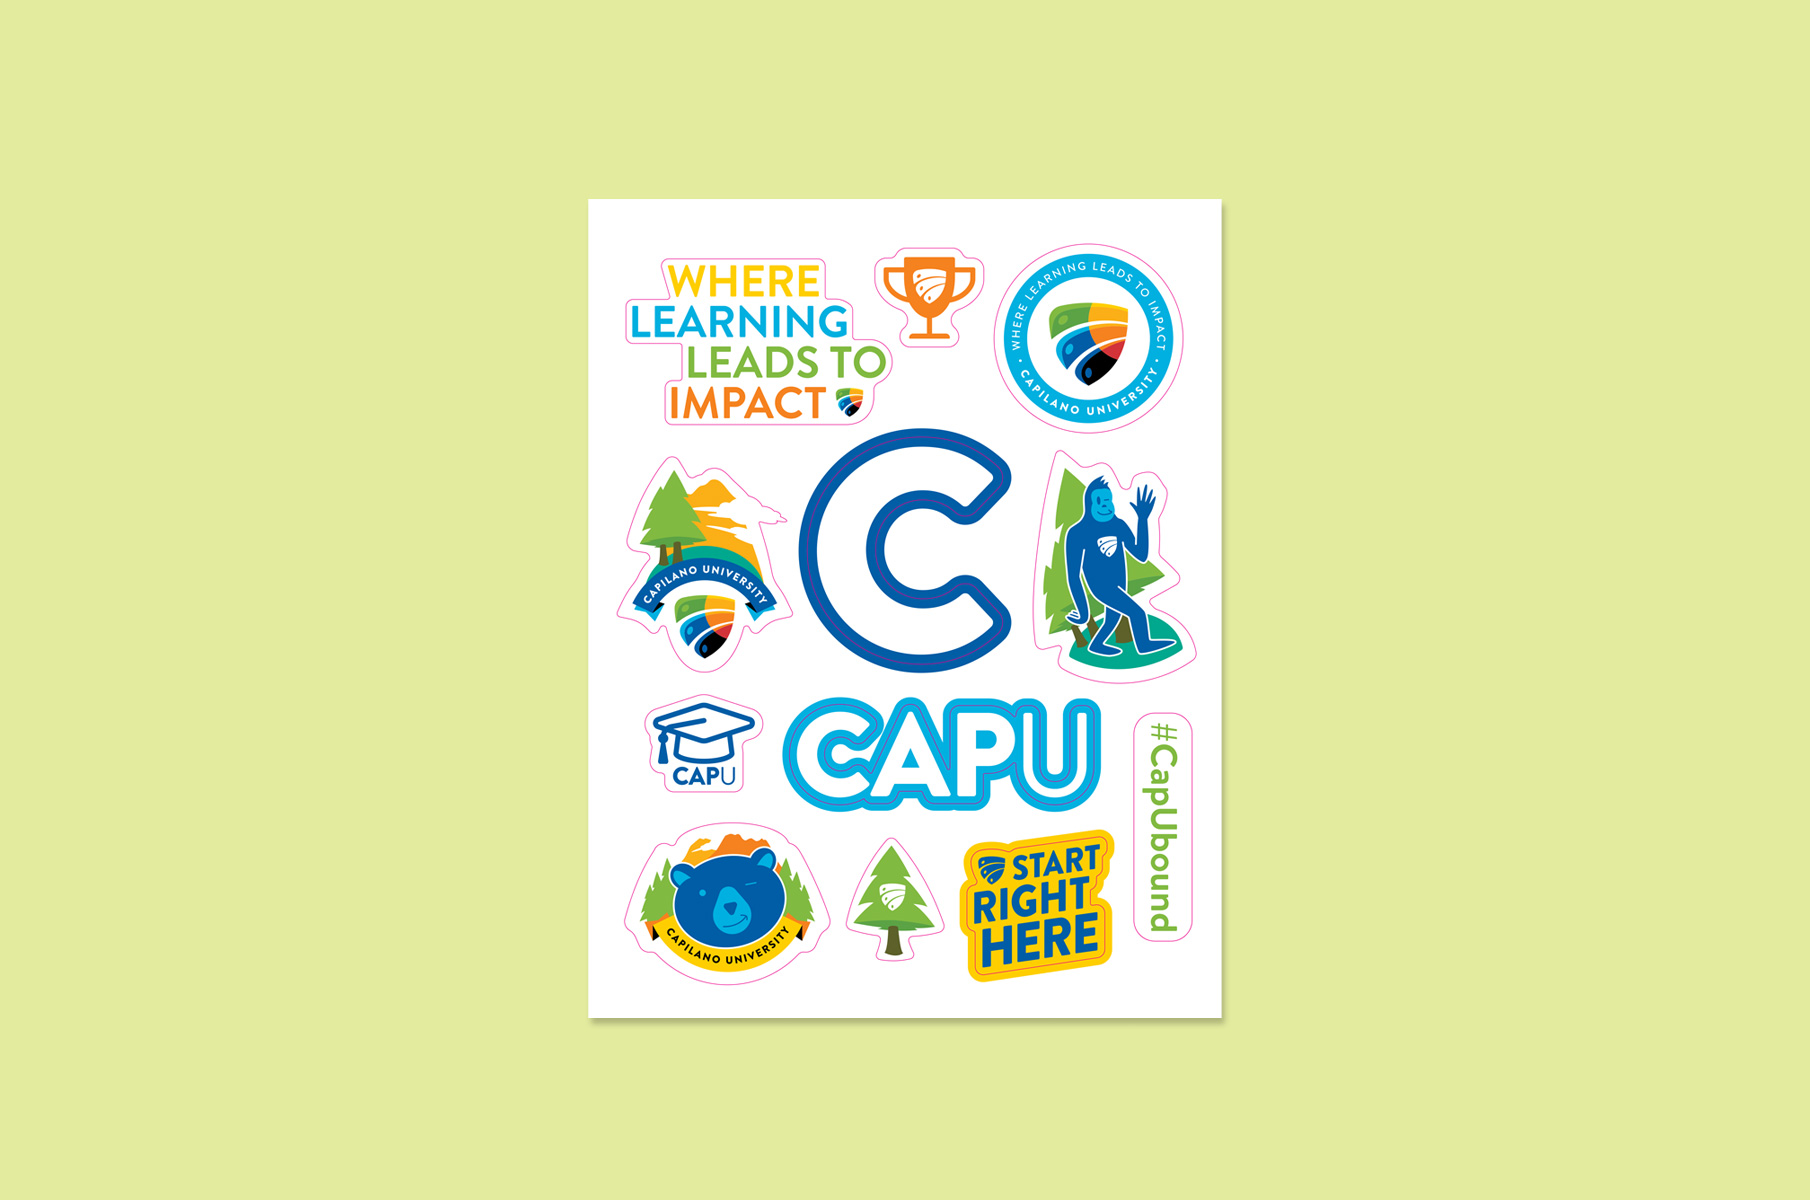 WHERE
LEARNING
LEADS TO
IMPACT
WHERE LEARNING LEADS TO IMPACT
• CAPILANO UNIVERSITY •
CAPILANO UNIVERSITY
C
CAPU
CAPU
#CapUbound
CAPILANO UNIVERSITY
START
RIGHT
HERE